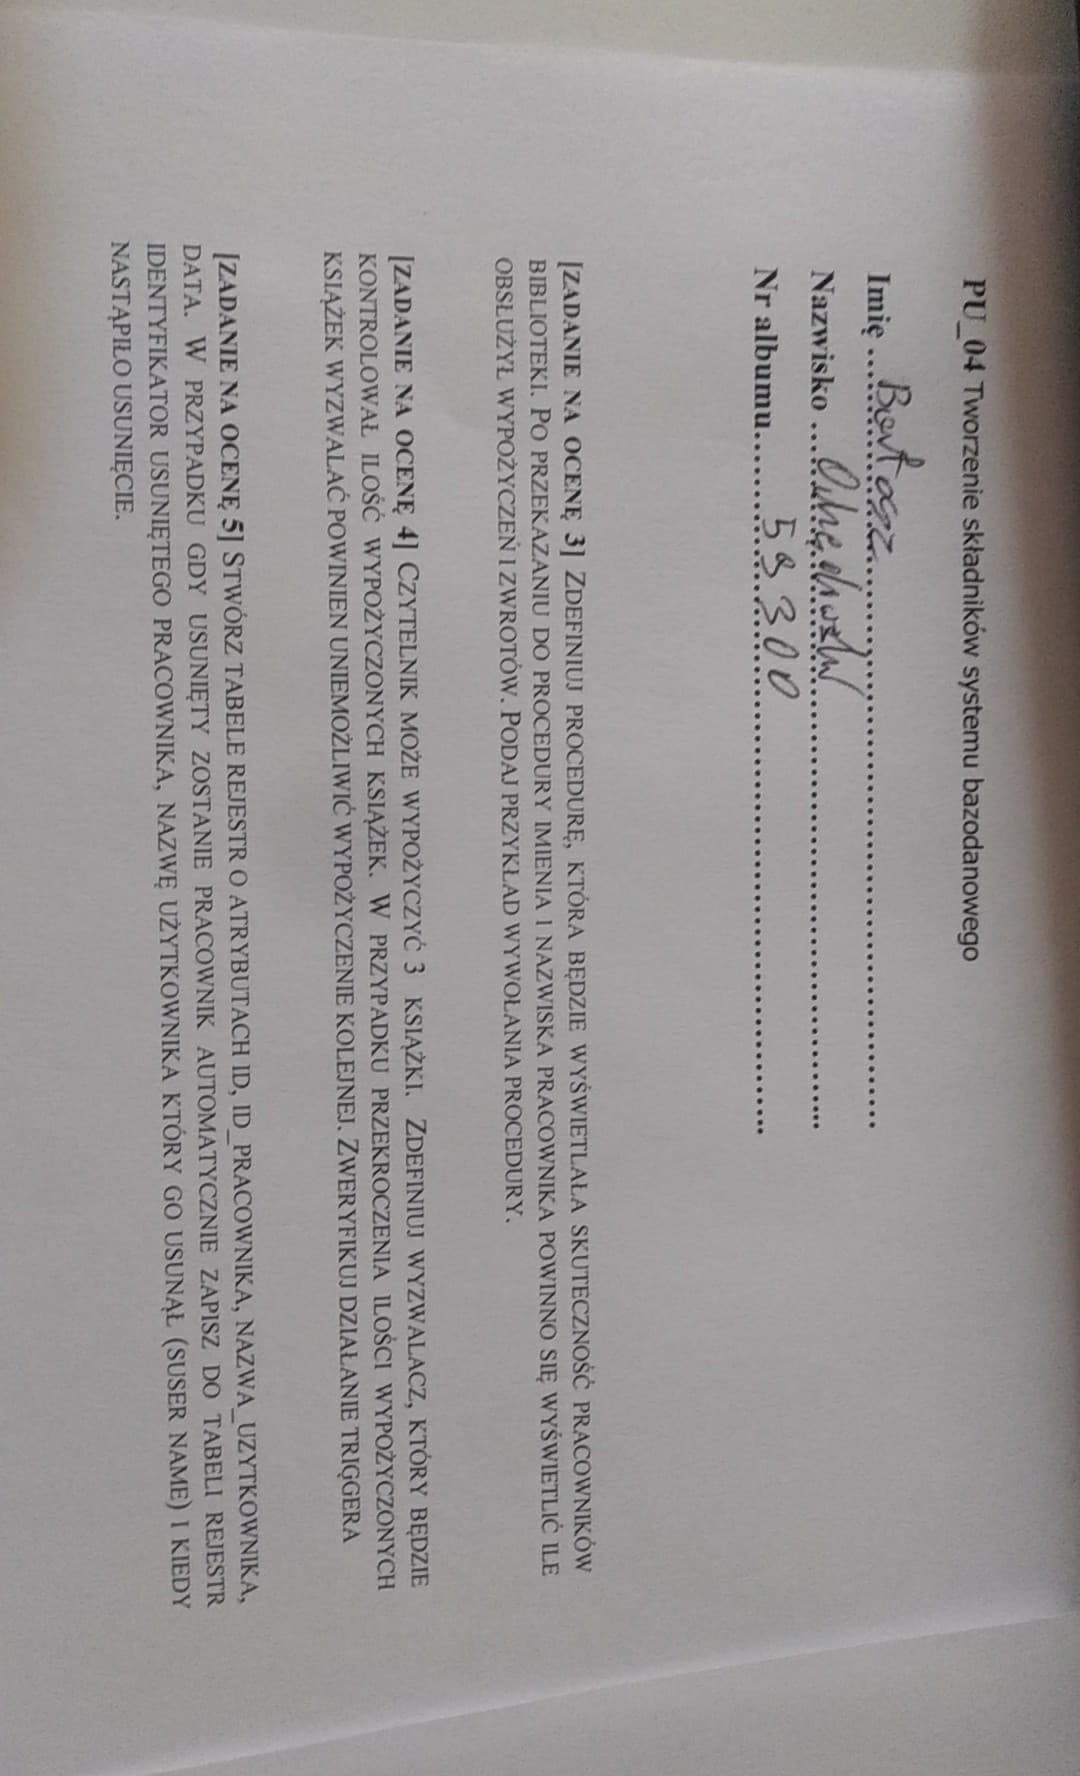 PU_04 Tworzenie składników systemu bazodanowego
Imię ....Bartosz........................
Nazwisko ........................
Nr albumu........59300........................
[ZADANIE NA OCENĘ 3] ZDEFINIUJ PROCEDURĘ, KTÓRA BĘDZIE WYŚWIETLAŁA SKUTECZNOŚĆ PRACOWNIKÓW
BIBLIOTEKI. PO PRZEKAZANIU DO PROCEDURY IMIENIA I NAZWISKA PRACOWNIKA POWINNO SIĘ WYŚWIETLIĆ ILE
OBSŁUŻYŁ WYPOŻYCZEŃ I ZWROTÓW. PODAJ PRZYKŁAD WYWOŁANIA PROCEDURY.
[ZADANIE NA OCENĘ 4] CZYTELNIK MOŻE WYPOŻYCZYĆ 3 KSIĄŻKI. ZDEFINIUJ WYZWALACZ, KTÓRY BĘDZIE
KONTROLOWAŁ ILOŚĆ WYPOŻYCZONYCH KSIĄŻEK. W PRZYPADKU PRZEKROCZENIA ILOŚCI WYPOŻYCZONYCH
KSIĄŻEK WYZWALAĆ POWINIEN UNIEMOŻLIWIĆ WYPOŻYCZENIE KOLEJNEJ. ZWERYFIKUJ DZIAŁANIE TRIGGERA
[ZADANIE NA OCENĘ 5] STWÓRZ TABELE REJESTR O ATRYBUTACH ID, ID_PRACOWNIKA, NAZWA_UZYTKOWNIKA,
DATA. W PRZYPADKU GDY USUNIĘTY ZOSTANIE PRACOWNIK AUTOMATYCZNIE ZAPISZ DO TABELI REJESTR
IDENTYFIKATOR USUNIĘTEGO PRACOWNIKA, NAZWĘ UŻYTKOWNIKA KTÓRY GO USUNĄŁ (SUSER NAME) I KIEDY
NASTĄPIŁO USUNIĘCIE.